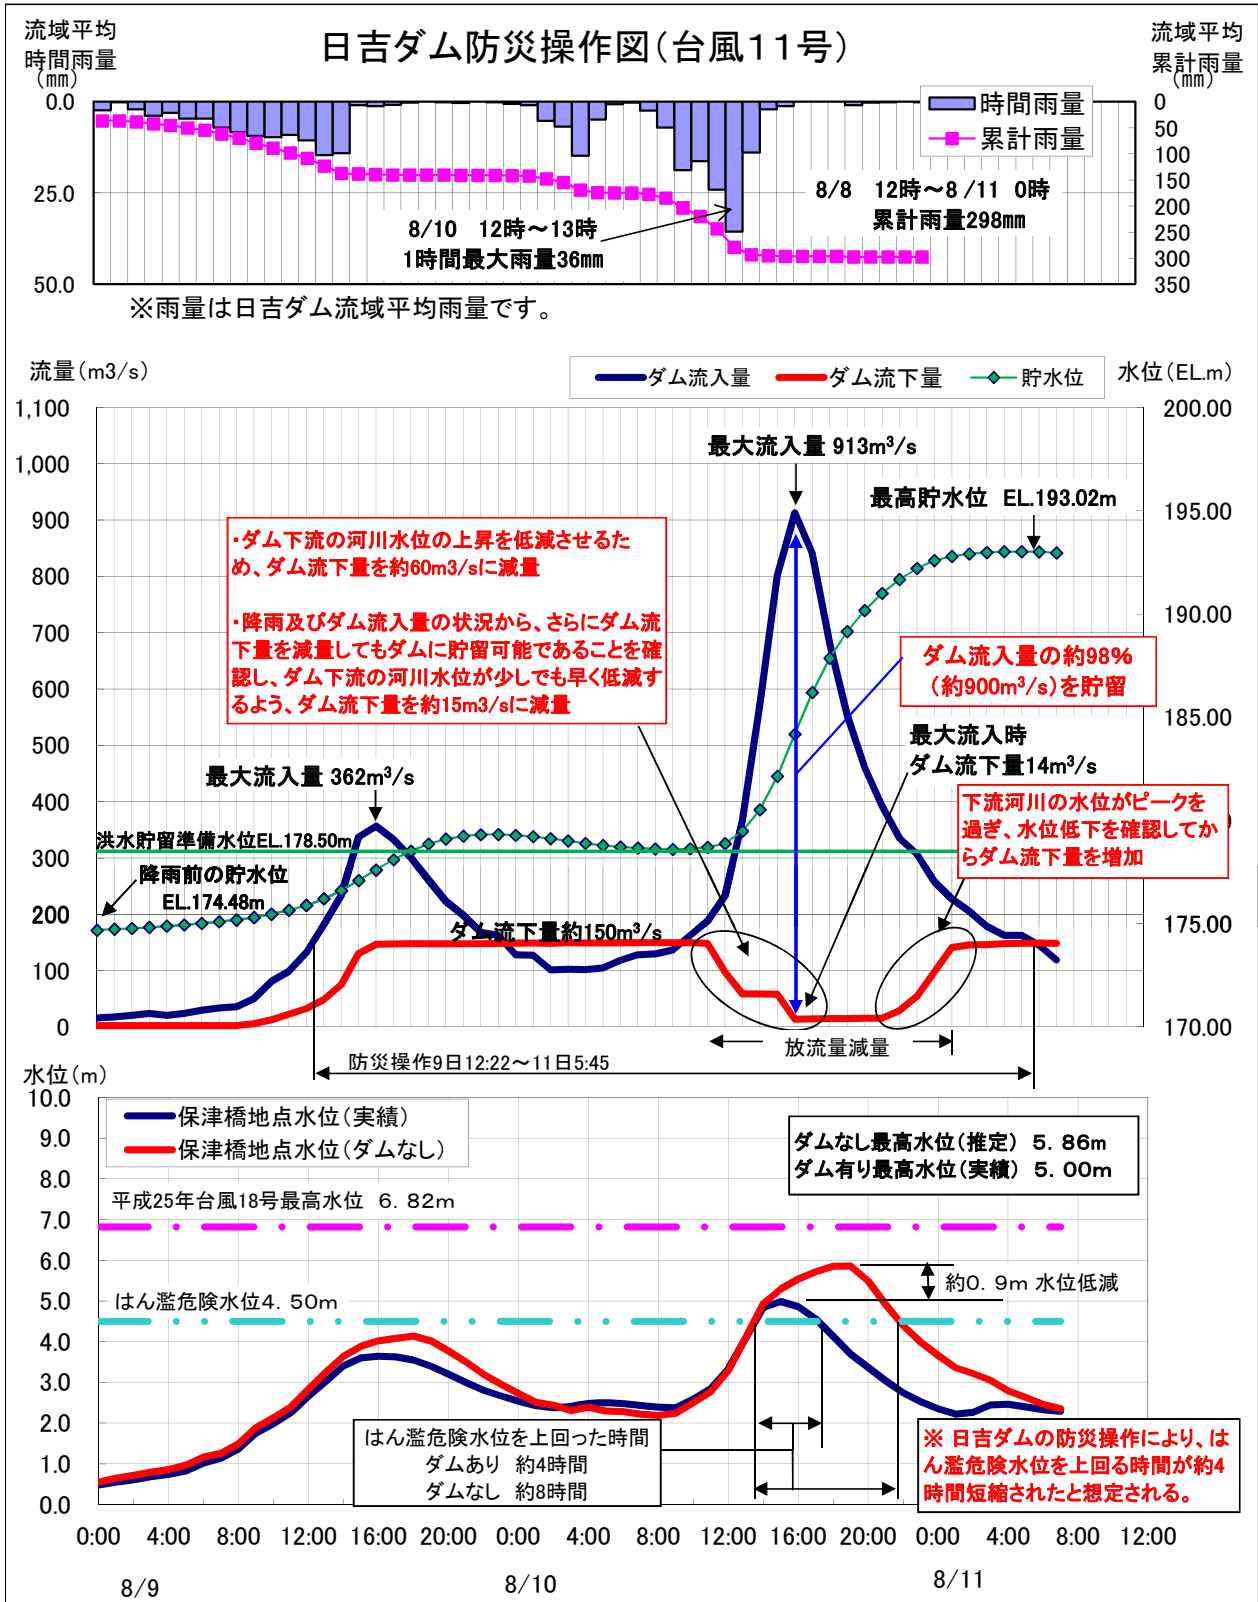 日吉ダム防災操作図（台風１１号）
流域平均
時間雨量
（mm）
流域平均
累計雨量
（mm）
0.0
25.0
50.0
0
50
100
150
200
250
300
350
時間雨量
累計雨量
8/10　12時～13時
1時間最大雨量36mm
8/8　12時～8/11　0時
累計雨量298mm
※雨量は日吉ダム流域平均雨量です。
流量（m3/s）
水位（EL.m）
ダム流入量　ダム流下量　貯水位
1,100
1,000
900
800
700
600
500
400
300
200
100
0
200.00
195.00
190.00
185.00
175.00
170.00
最大流入量 913m³/s
最高貯水位　EL.193.02m
・ダム下流の河川水位の上昇を低減させるた
め、ダム流下量を約60m3/sに減量
・降雨及びダム流入量の状況から、さらにダム流
下量を減量してもダムに貯留可能であることを確
認し、ダム下流の河川水位が少しでも早く低減す
るよう、ダム流下量を約15m3/sに減量
ダム流入量の約98%
（約900m³/s）を貯留
最大流入時
ダム流下量14m³/s
最大流入量 362m³/s
下流河川の水位がピークを
過ぎ、水位低下を確認してか
らダム流下量を増加
洪水貯留準備水位EL.178.50m
降雨前の貯水位
EL.174.48m
ダム流下量約150m³/s
放流量減量
防災操作9日12:22～11日5:45
水位（m）
10.0
9.0
8.0
7.0
6.0
5.0
4.0
3.0
2.0
1.0
0.0
保津橋地点水位（実績）
保津橋地点水位（ダムなし）
ダムなし最高水位（推定）　５．８６ｍ
ダム有り最高水位（実績）　５．００ｍ
平成25年台風18号最高水位　６．８２ｍ
約０．９ｍ 水位低減
はん濫危険水位４．５０ｍ
はん濫危険水位を上回った時間
ダムあり　約4時間
ダムなし　約8時間
※ 日吉ダムの防災操作により、は
ん濫危険水位を上回る時間が約4
時間短縮されたと想定される。
0:00 4:00 8:00 12:00 16:00 20:00 0:00 4:00 8:00 12:00 16:00 20:00 0:00 4:00 8:00 12:00
8/9
8/10
8/11